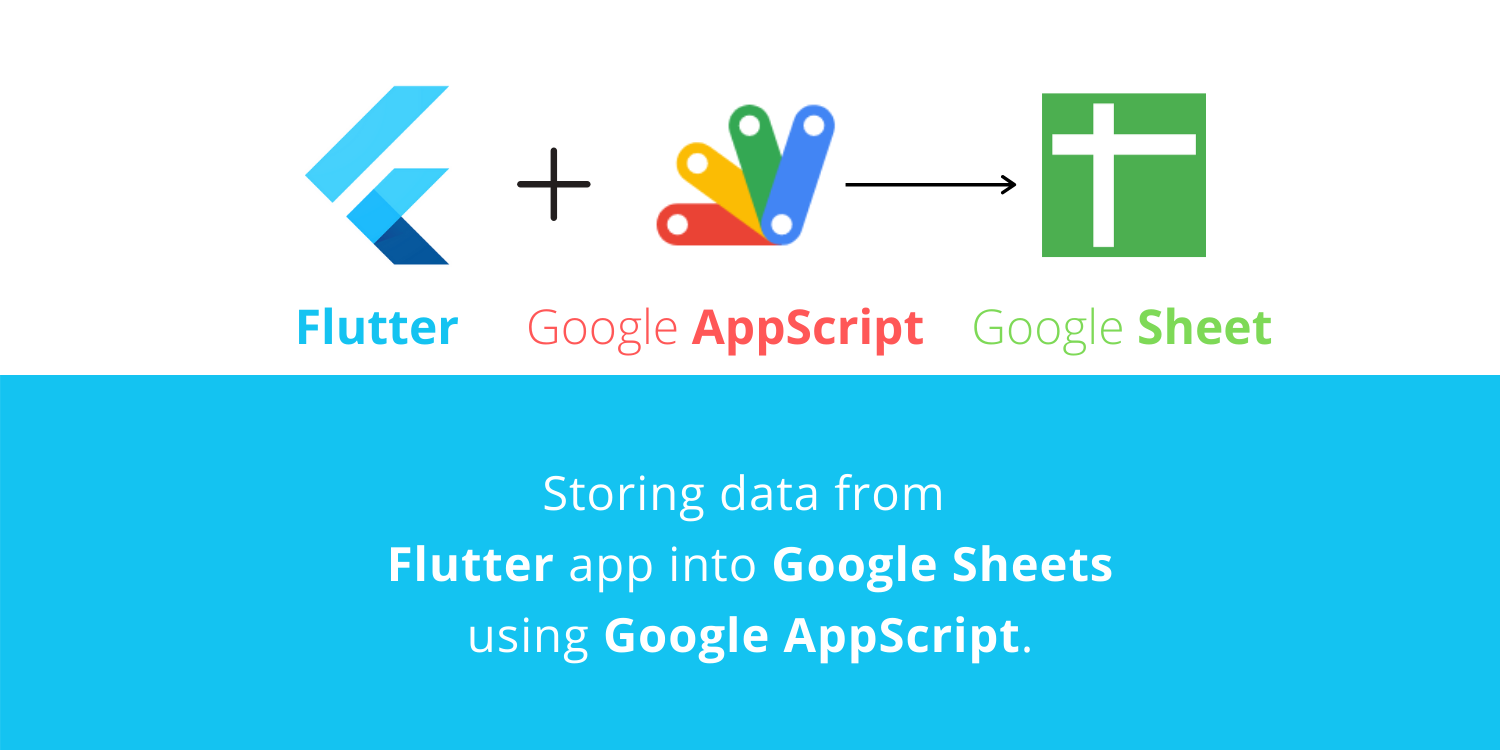 Flutter
Google AppScript
Google Sheet
Storing data from
Flutter app into Google Sheets
using Google AppScript.